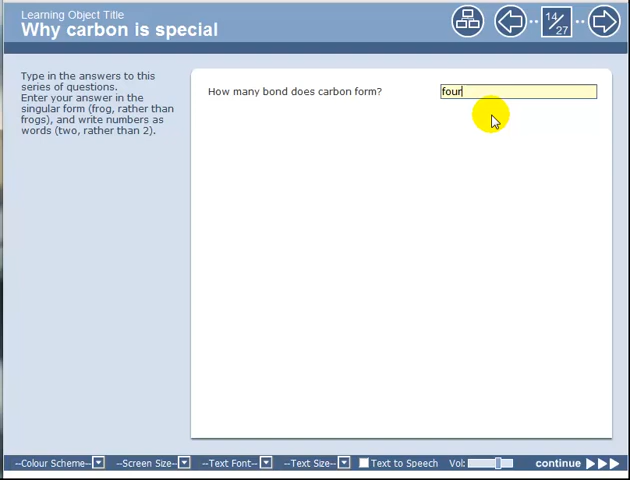 Learning Object Title
Why carbon is special
14/27
Type in the answers to this
series of questions.
Enter your answer in the
singular form (frog, rather than
frogs), and write numbers as
words (two, rather than 2).
How many bond does carbon form?
four
--Colour Scheme--
--Screen Size--
--Text Font--
--Text Size--
Text to Speech
Vol:
continue